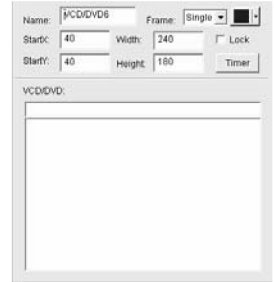 Name: VCD/DVD6 Frame: Single
StartX: 40 Width: 240 Lock
StartY: 40 Height: 180 Timer
VCD/DVD: